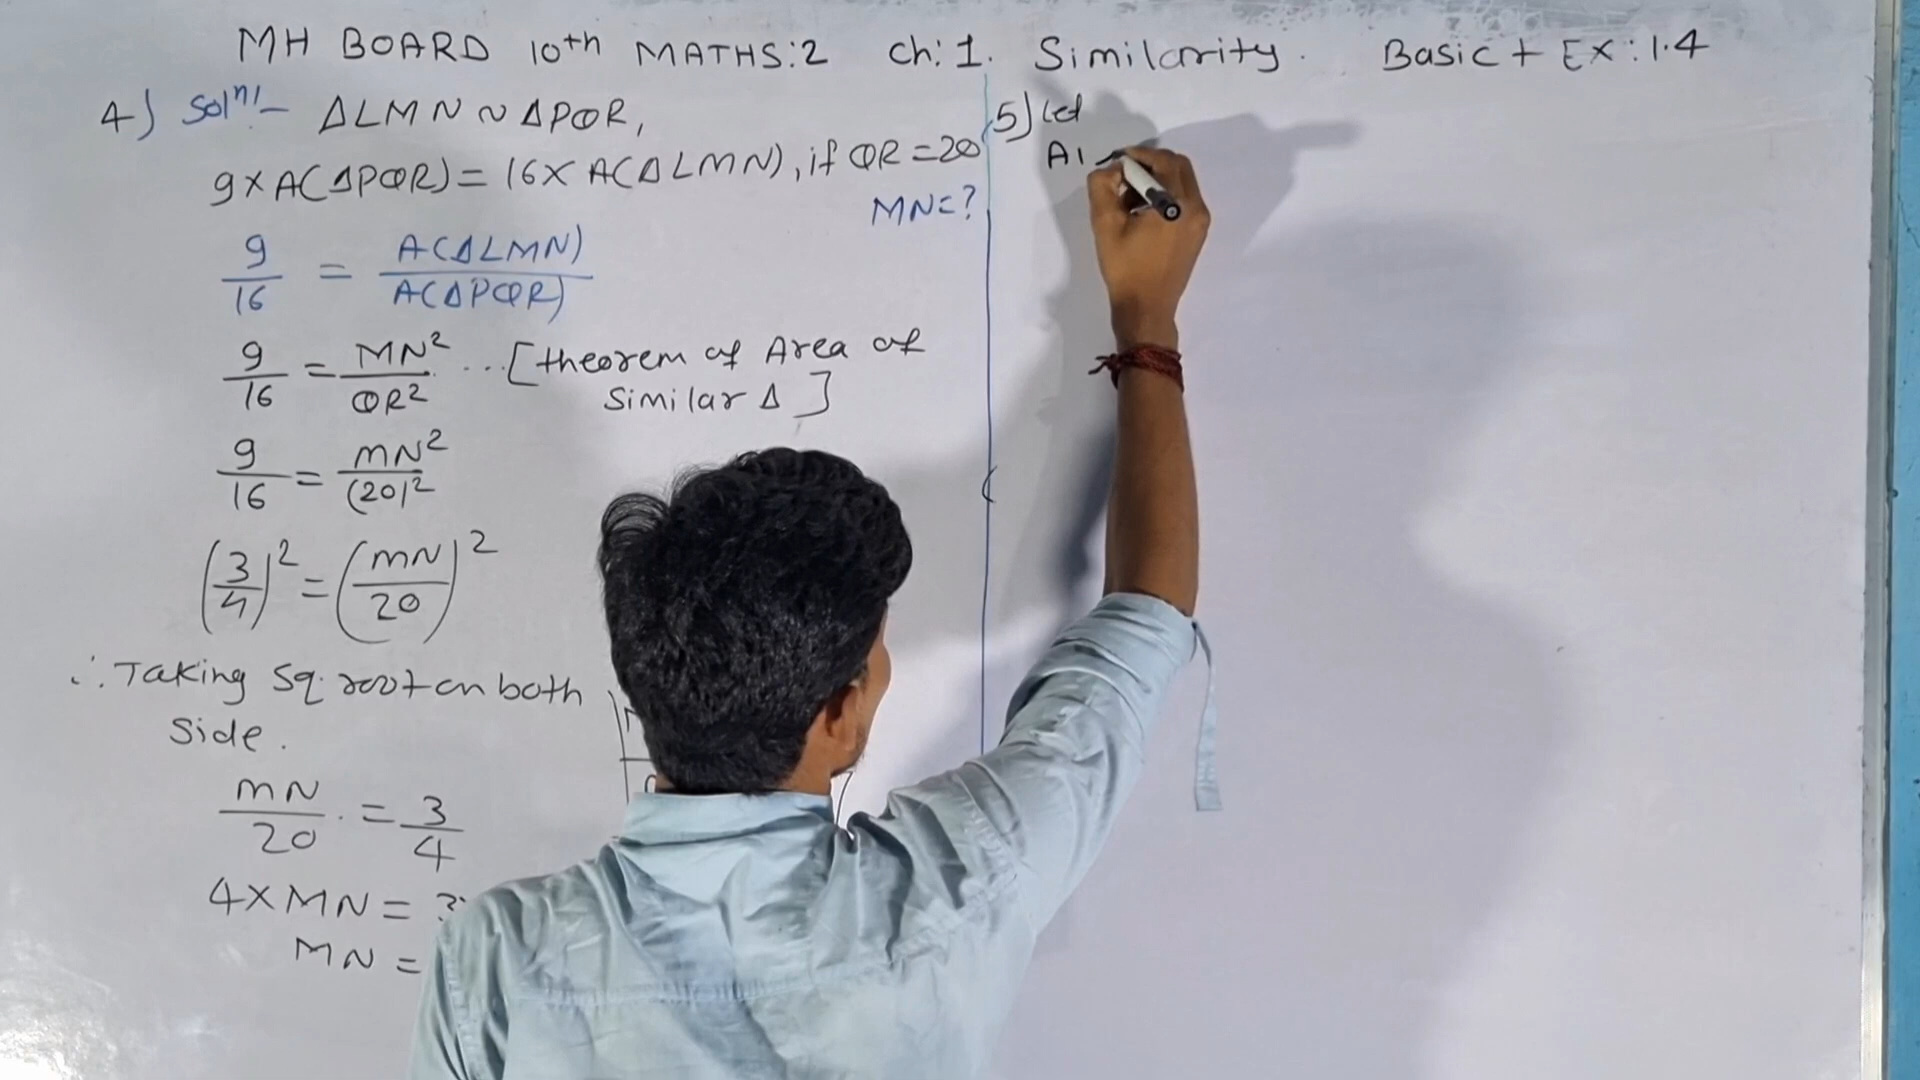 MH BOARD 10th MATHS:2 Ch:1. Similarity. Basic + EX:1.4
4) Soln:- ΔLMN ~ ΔPQR,
9×A(ΔPQR) = 16× A(ΔLMN), if QR = 20
MN=?
9/16 = A(ΔLMN)/A(ΔPQR)
9/16 = MN²/QR² ...[theorem of Area of
Similar Δ]
9/16 = MN²/(20)²
(3/4)² = (MN/20)²
∴ Taking sq. root on both
side.
MN/20 = 3/4
4×MN = 3
MN =
5) Let
A1